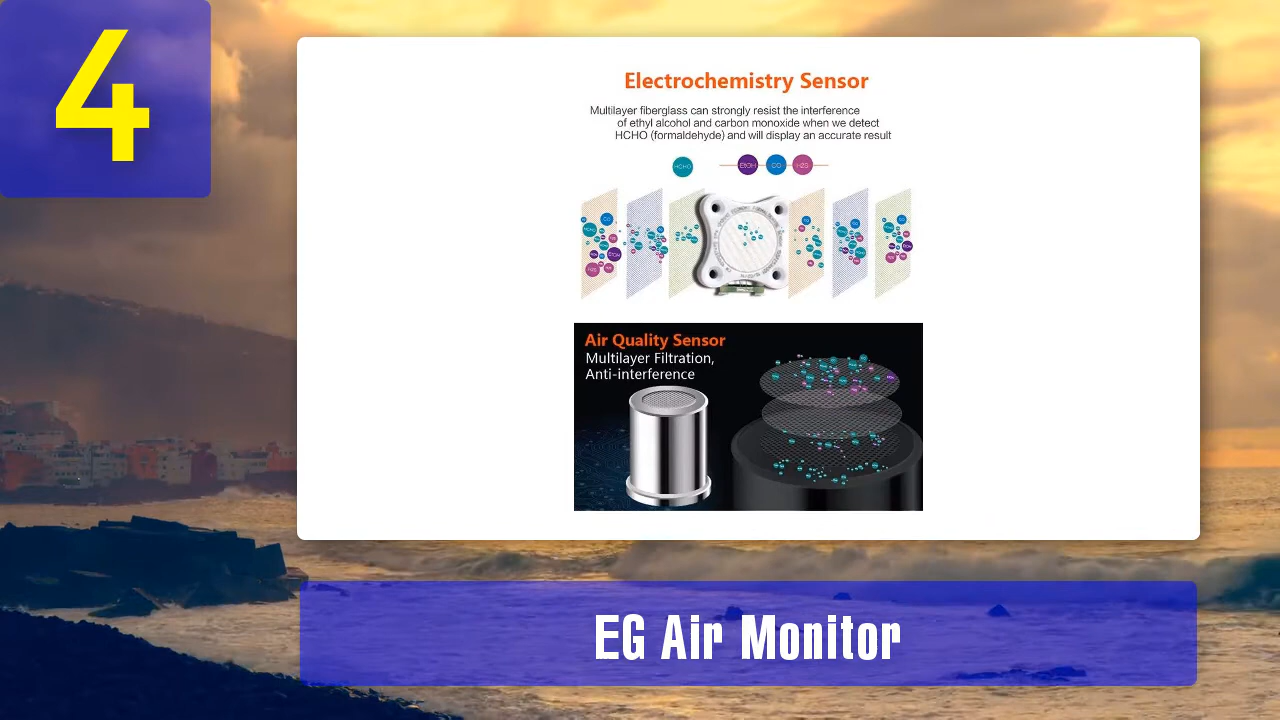 4
Electrochemistry Sensor
Multilayer fiberglass can strongly resist the interference
of ethyl alcohol and carbon monoxide when we detect
HCHO (formaldehyde) and will display an accurate result
HCHO EtOH CO H2S
Air Quality Sensor
Multilayer Filtration,
Anti-interference
EG Air Monitor